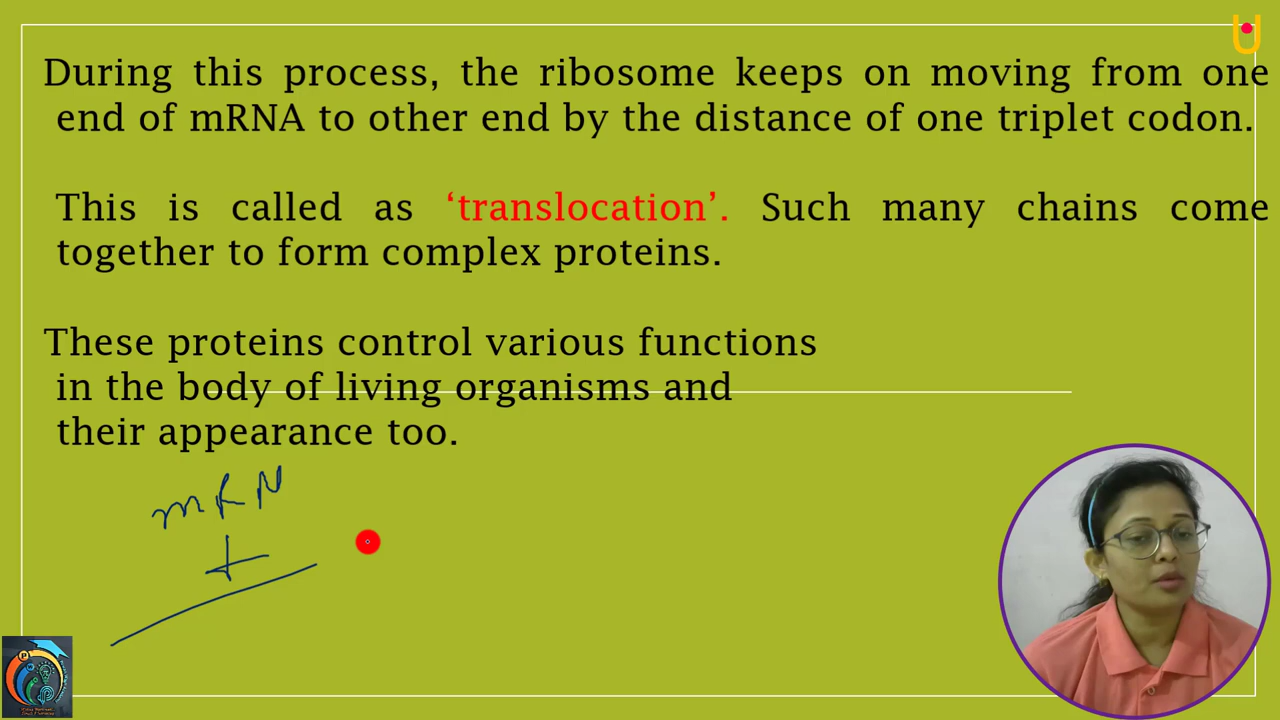 During this process, the ribosome keeps on moving from one
end of mRNA to other end by the distance of one triplet codon.
This is called as ‘translocation’. Such many chains come
together to form complex proteins.
These proteins control various functions
in the body of living organisms and
their appearance too.
mRN
+